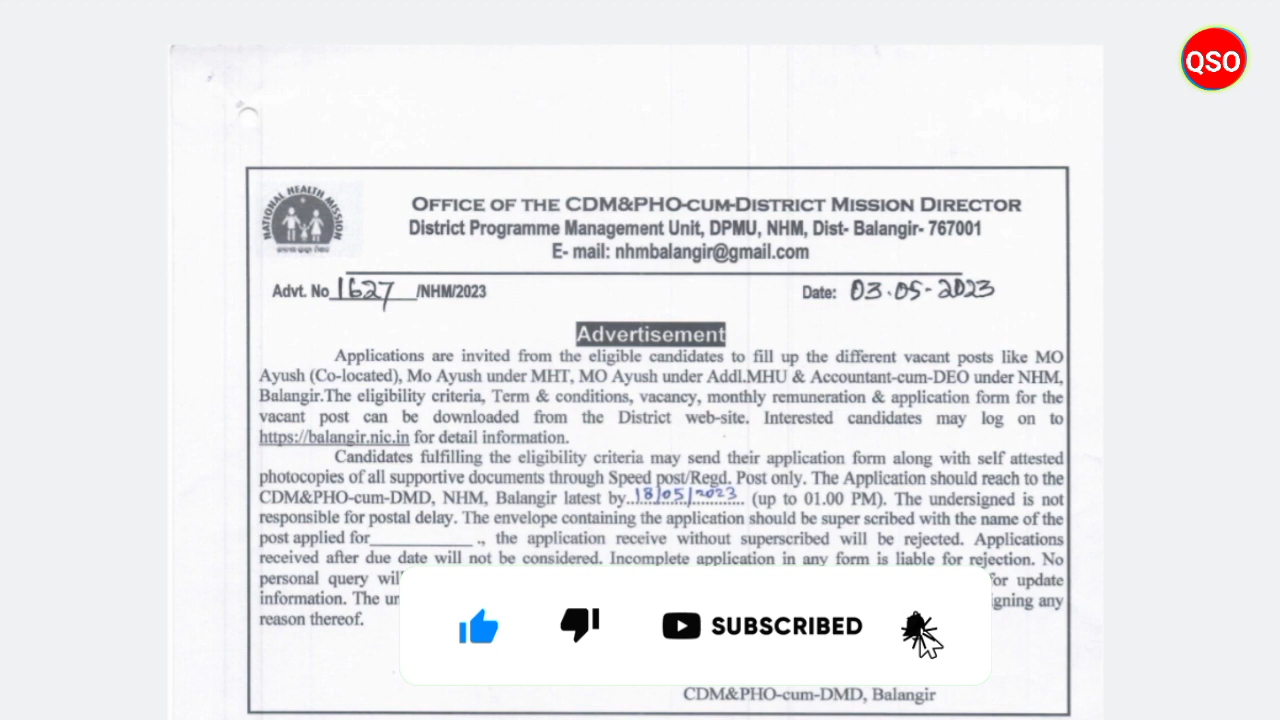 QSO
NATIONAL HEALTH MISSION
OFFICE OF THE CDM&PHO-CUM-DISTRICT MISSION DIRECTOR
District Programme Management Unit, DPMU, NHM, Dist- Balangir- 767001
E- mail: nhmbalangir@gmail.com
Advt. No 1627 /NHM/2023 Date: 03.05-2023
Advertisement
Applications are invited from the eligible candidates to fill up the different vacant posts like MO
Ayush (Co-located), Mo Ayush under MHT, MO Ayush under Addl.MHU & Accountant-cum-DEO under NHM,
Balangir.The eligibility criteria, Term & conditions, vacancy, monthly remuneration & application form for the
vacant post can be downloaded from the District web-site. Interested candidates may log on to
https://balangir.nic.in for detail information.
Candidates fulfilling the eligibility criteria may send their application form along with self attested
photocopies of all supportive documents through Speed post/Regd. Post only. The Application should reach to the
CDM&PHO-cum-DMD, NHM, Balangir latest by..18/05/2023.. (up to 01.00 PM). The undersigned is not
responsible for postal delay. The envelope containing the application should be super scribed with the name of the
post applied for____________ ., the application receive without superscribed will be rejected. Applications
received after due date will not be considered. Incomplete application in any form is liable for rejection. No
personal query for update
information. The any
reason thereof.
SUBSCRIBED
CDM&PHO-cum-DMD, Balangir